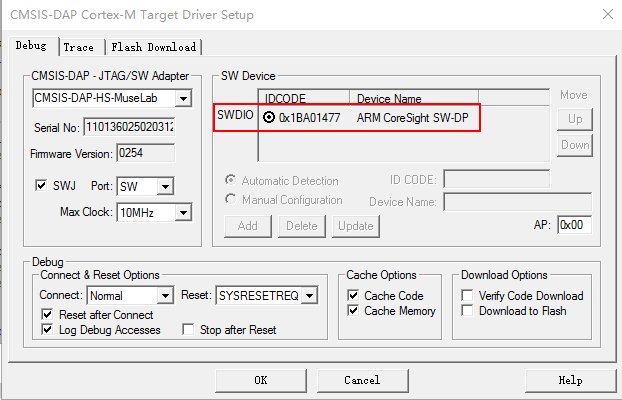 CMSIS-DAP Cortex-M Target Driver Setup
Debug Trace Flash Download
CMSIS-DAP - JTAG/SW Adapter
CMSIS-DAP-HS-MuseLab
Serial No: 110136025020312
Firmware Version: 0254
SWJ Port: SW
Max Clock: 10MHz
SW Device
IDCODE Device Name
SWDIO 0x1BA01477 ARM CoreSight SW-DP
Move
Up
Down
Automatic Detection ID CODE:
Manual Configuration Device Name:
Add Delete Update AP: 0x00
Debug
Connect & Reset Options
Connect: Normal Reset: SYSRESETREQ
Reset after Connect
Log Debug Accesses Stop after Reset
Cache Options
Cache Code
Cache Memory
Download Options
Verify Code Download
Download to Flash
OK Cancel Help